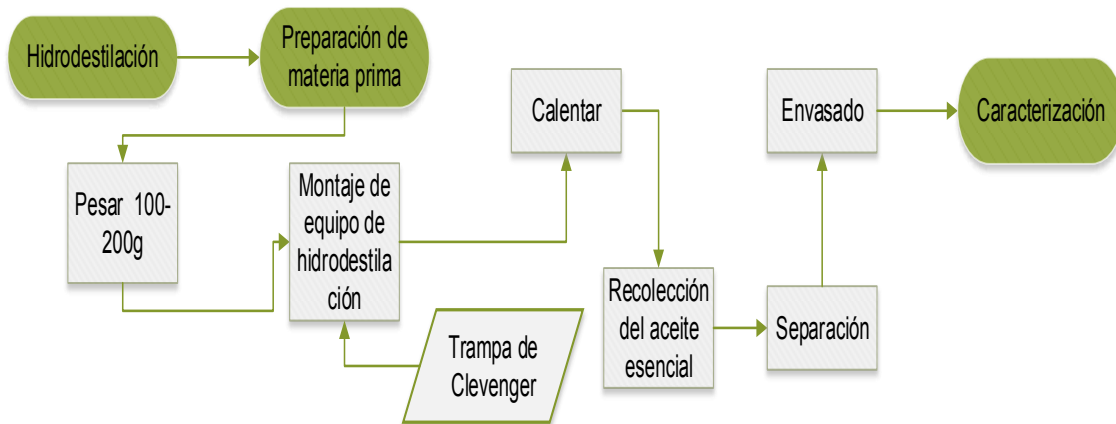 Hidrodestilación
Preparación de
materia prima
Pesar 100-
200g
Montaje de
equipo de
hidrodestila
ción
Trampa de
Clevenger
Calentar
Recolección
del aceite
esencial
Separación
Envasado
Caracterización